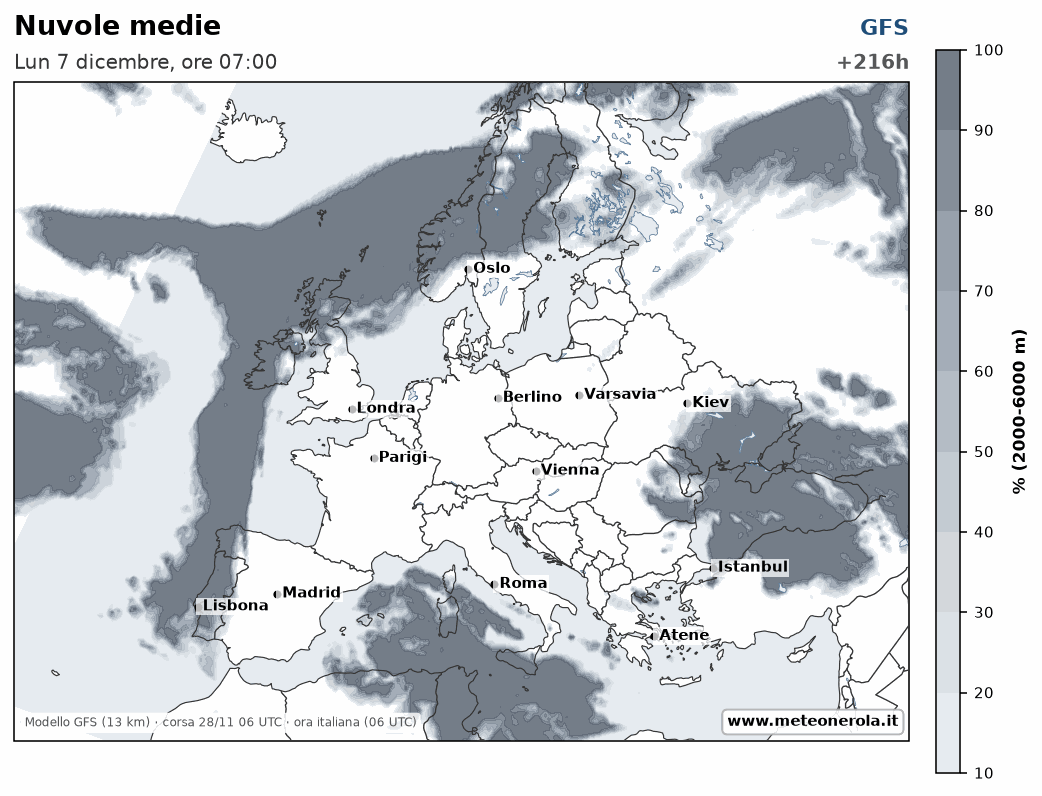 Nuvole medie
GFS
Lun 7 dicembre, ore 07:00
+216h
100
90
80
70
60
50
40
30
20
10
% (2000-6000 m)
Oslo
Berlino
Varsavia
Kiev
Londra
Parigi
Vienna
Istanbul
Roma
Madrid
Lisbona
Atene
Modello GFS (13 km) · corsa 28/11 06 UTC · ora italiana (06 UTC)
www.meteonerola.it